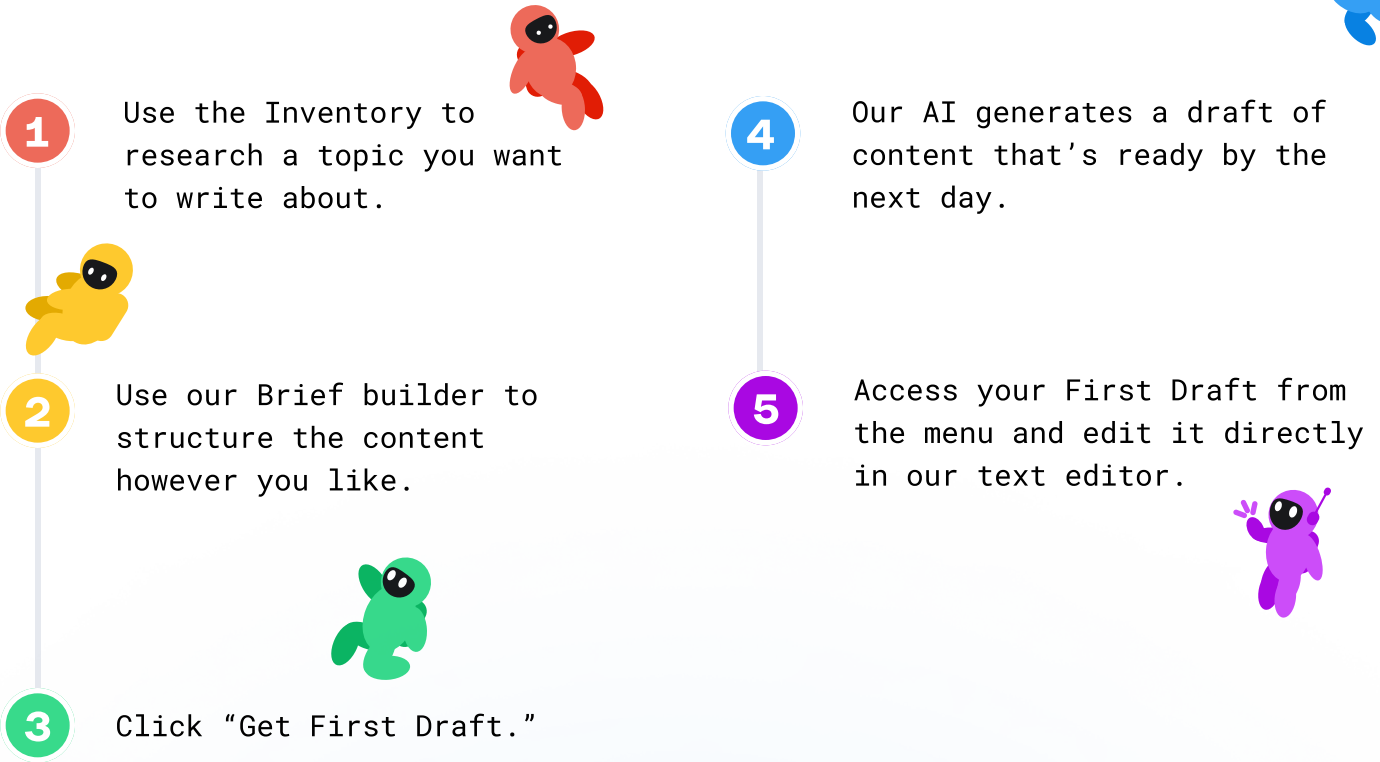 1
Use the Inventory to
research a topic you want
to write about.
2
Use our Brief builder to
structure the content
however you like.
3
Click “Get First Draft.”
4
Our AI generates a draft of
content that’s ready by the
next day.
5
Access your First Draft from
the menu and edit it directly
in our text editor.